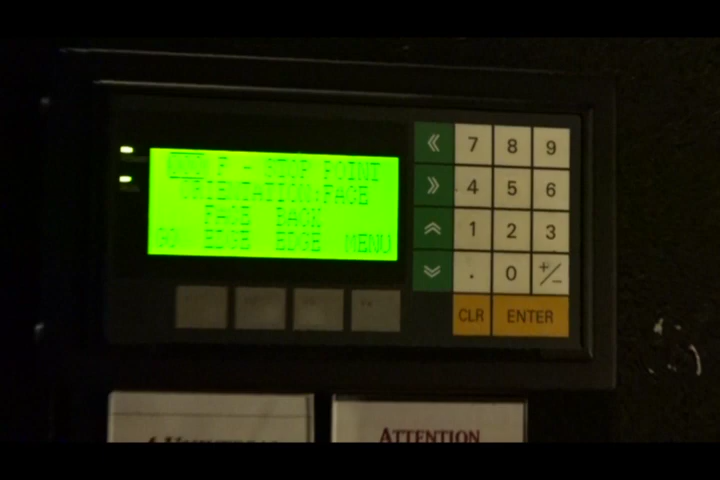 - STOP POINT
ORIENTATION:FACE
FACE BACK
GO EDGE EDGE MENU
7 8 9
4 5 6
1 2 3
. 0 +/-
CLR ENTER
ATTENTION